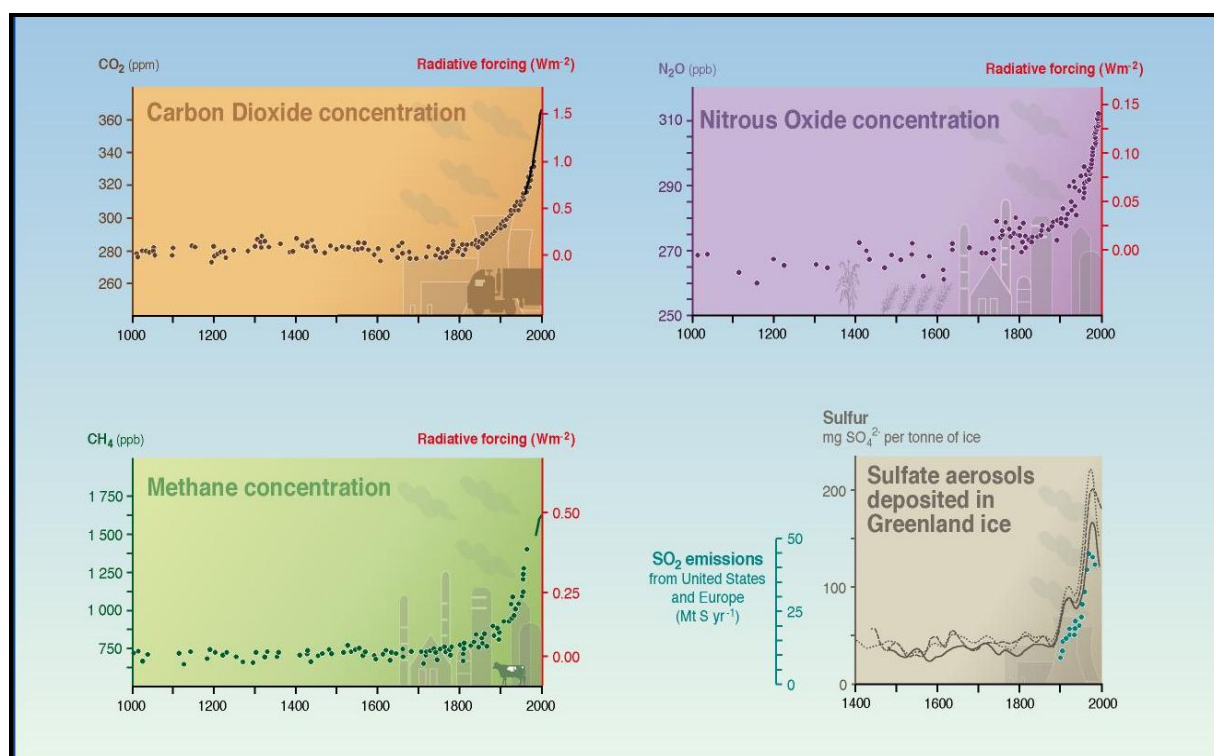 CO₂ (ppm)
Radiative forcing (Wm⁻²)
Carbon Dioxide concentration
360
340
320
300
280
260
1.5
1.0
0.5
0.0
1000 1200 1400 1600 1800 2000
N₂O (ppb)
Radiative forcing (Wm⁻²)
Nitrous Oxide concentration
310
290
270
250
0.15
0.10
0.05
0.00
1000 1200 1400 1600 1800 2000
CH₄ (ppb)
Radiative forcing (Wm⁻²)
Methane concentration
1 750
1 500
1 250
1 000
750
0.50
0.25
0.00
1000 1200 1400 1600 1800 2000
Sulfur
mg SO₄²⁻ per tonne of ice
Sulfate aerosols
deposited in
Greenland ice
200
100
0
SO₂ emissions
from United States
and Europe
(Mt S yr⁻¹)
50
25
0
1400 1600 1800 2000